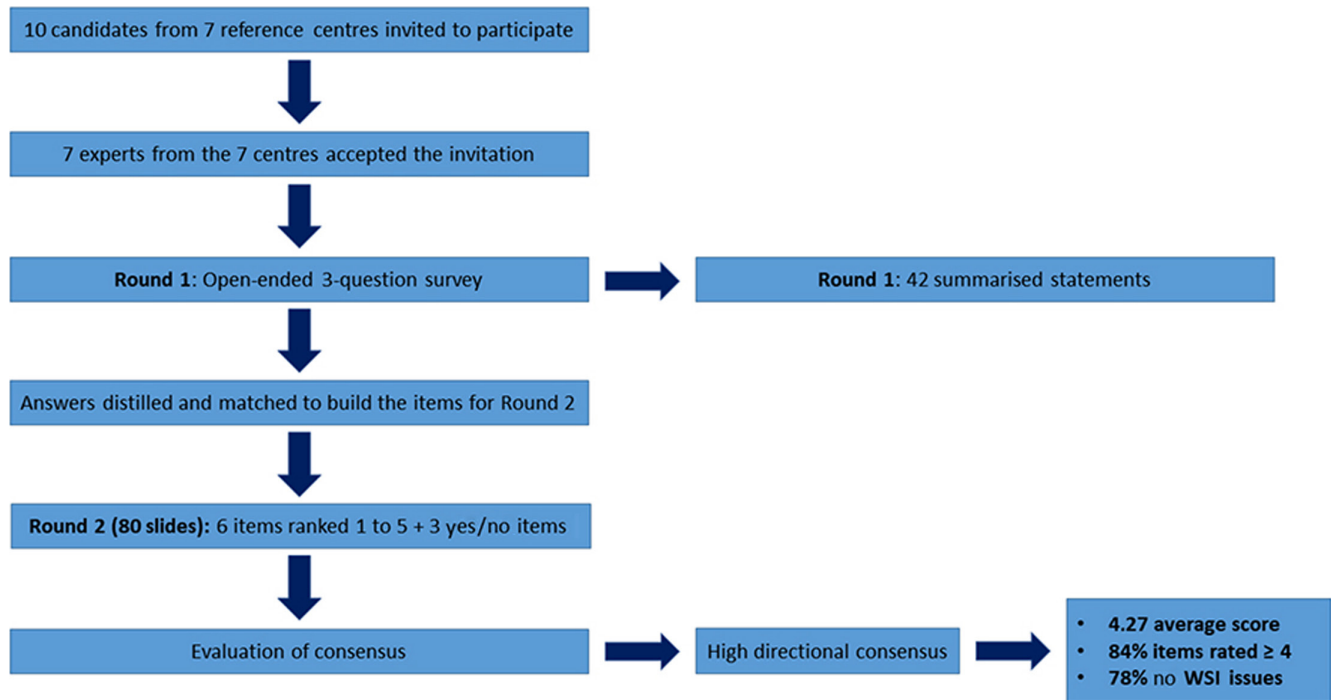 10 candidates from 7 reference centres invited to participate
7 experts from the 7 centres accepted the invitation
Round 1: Open-ended 3-question survey
Round 1: 42 summarised statements
Answers distilled and matched to build the items for Round 2
Round 2 (80 slides): 6 items ranked 1 to 5 + 3 yes/no items
Evaluation of consensus
High directional consensus
• 4.27 average score
• 84% items rated ≥ 4
• 78% no WSI issues